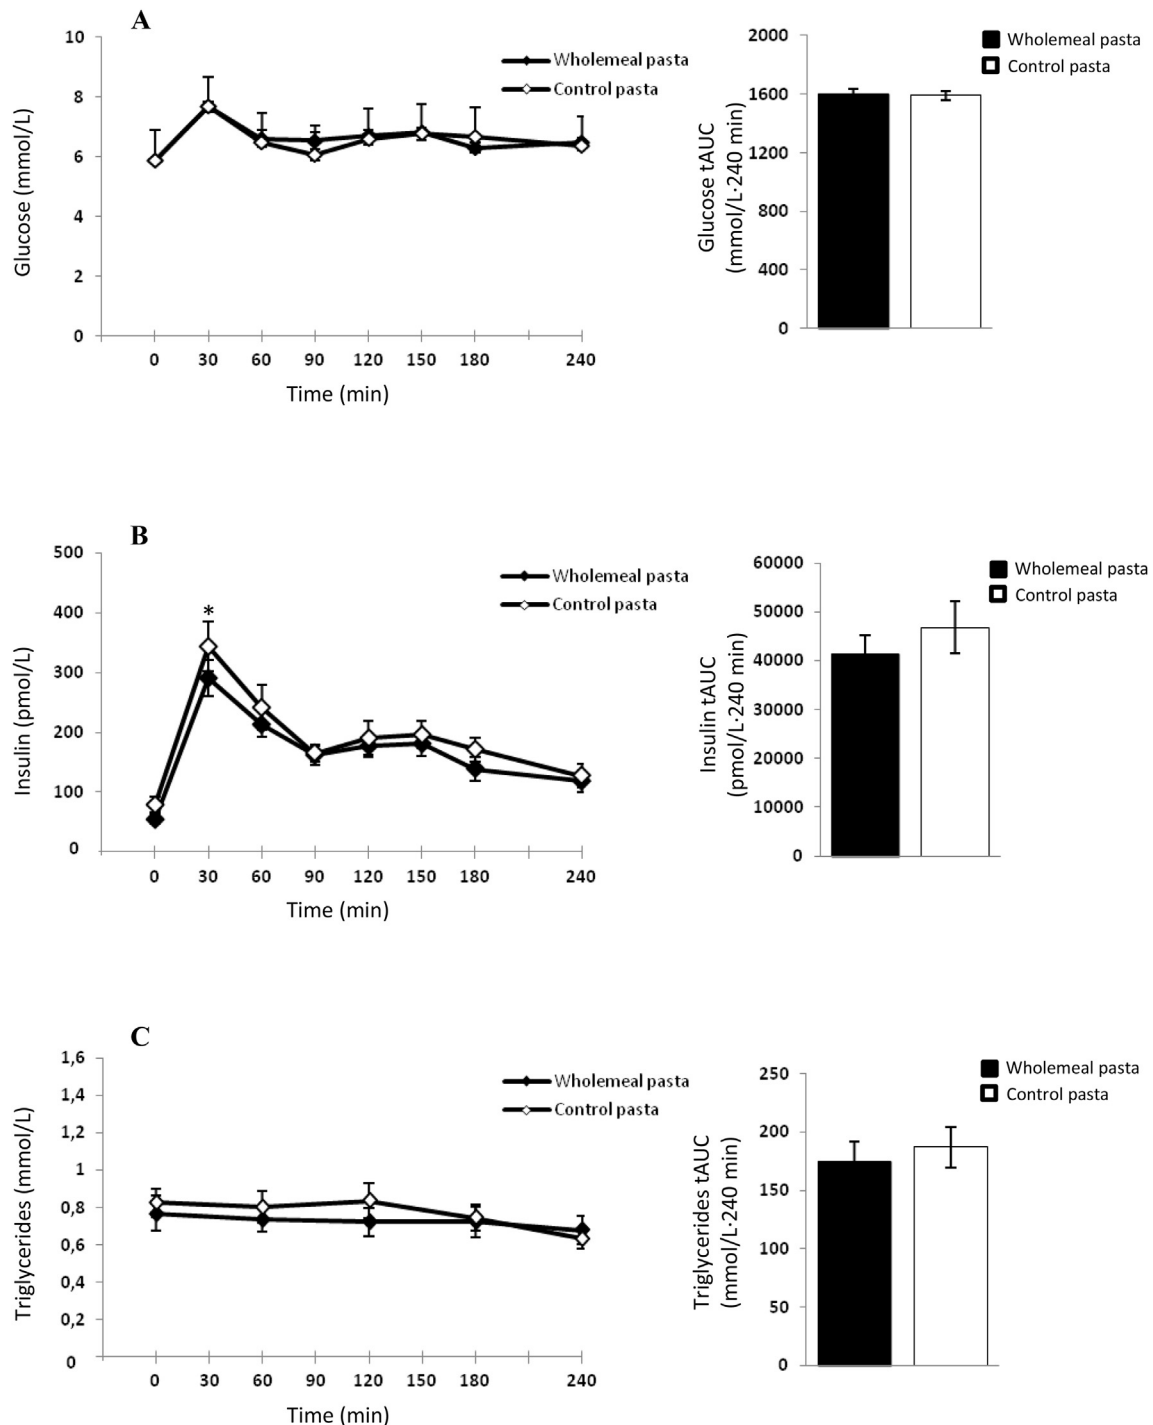 A
10
8
6
4
2
0
Glucose (mmol/L)
Wholemeal pasta
Control pasta
0 30 60 90 120 150 180 240
Time (min)
2000
1600
1200
800
400
0
Glucose tAUC
(mmol/L·240 min)
Wholemeal pasta
Control pasta
B
500
400
300
200
100
0
Insulin (pmol/L)
*
Wholemeal pasta
Control pasta
0 30 60 90 120 150 180 240
Time (min)
60000
50000
40000
30000
20000
10000
0
Insulin tAUC
(pmol/L·240 min)
Wholemeal pasta
Control pasta
C
1,6
1,4
1,2
1
0,8
0,6
0,4
0,2
0
Triglycerides (mmol/L)
Wholemeal pasta
Control pasta
0 30 60 90 120 150 180 240
Time (min)
250
200
150
100
50
0
Triglycerides tAUC
(mmol/L·240 min)
Wholemeal pasta
Control pasta